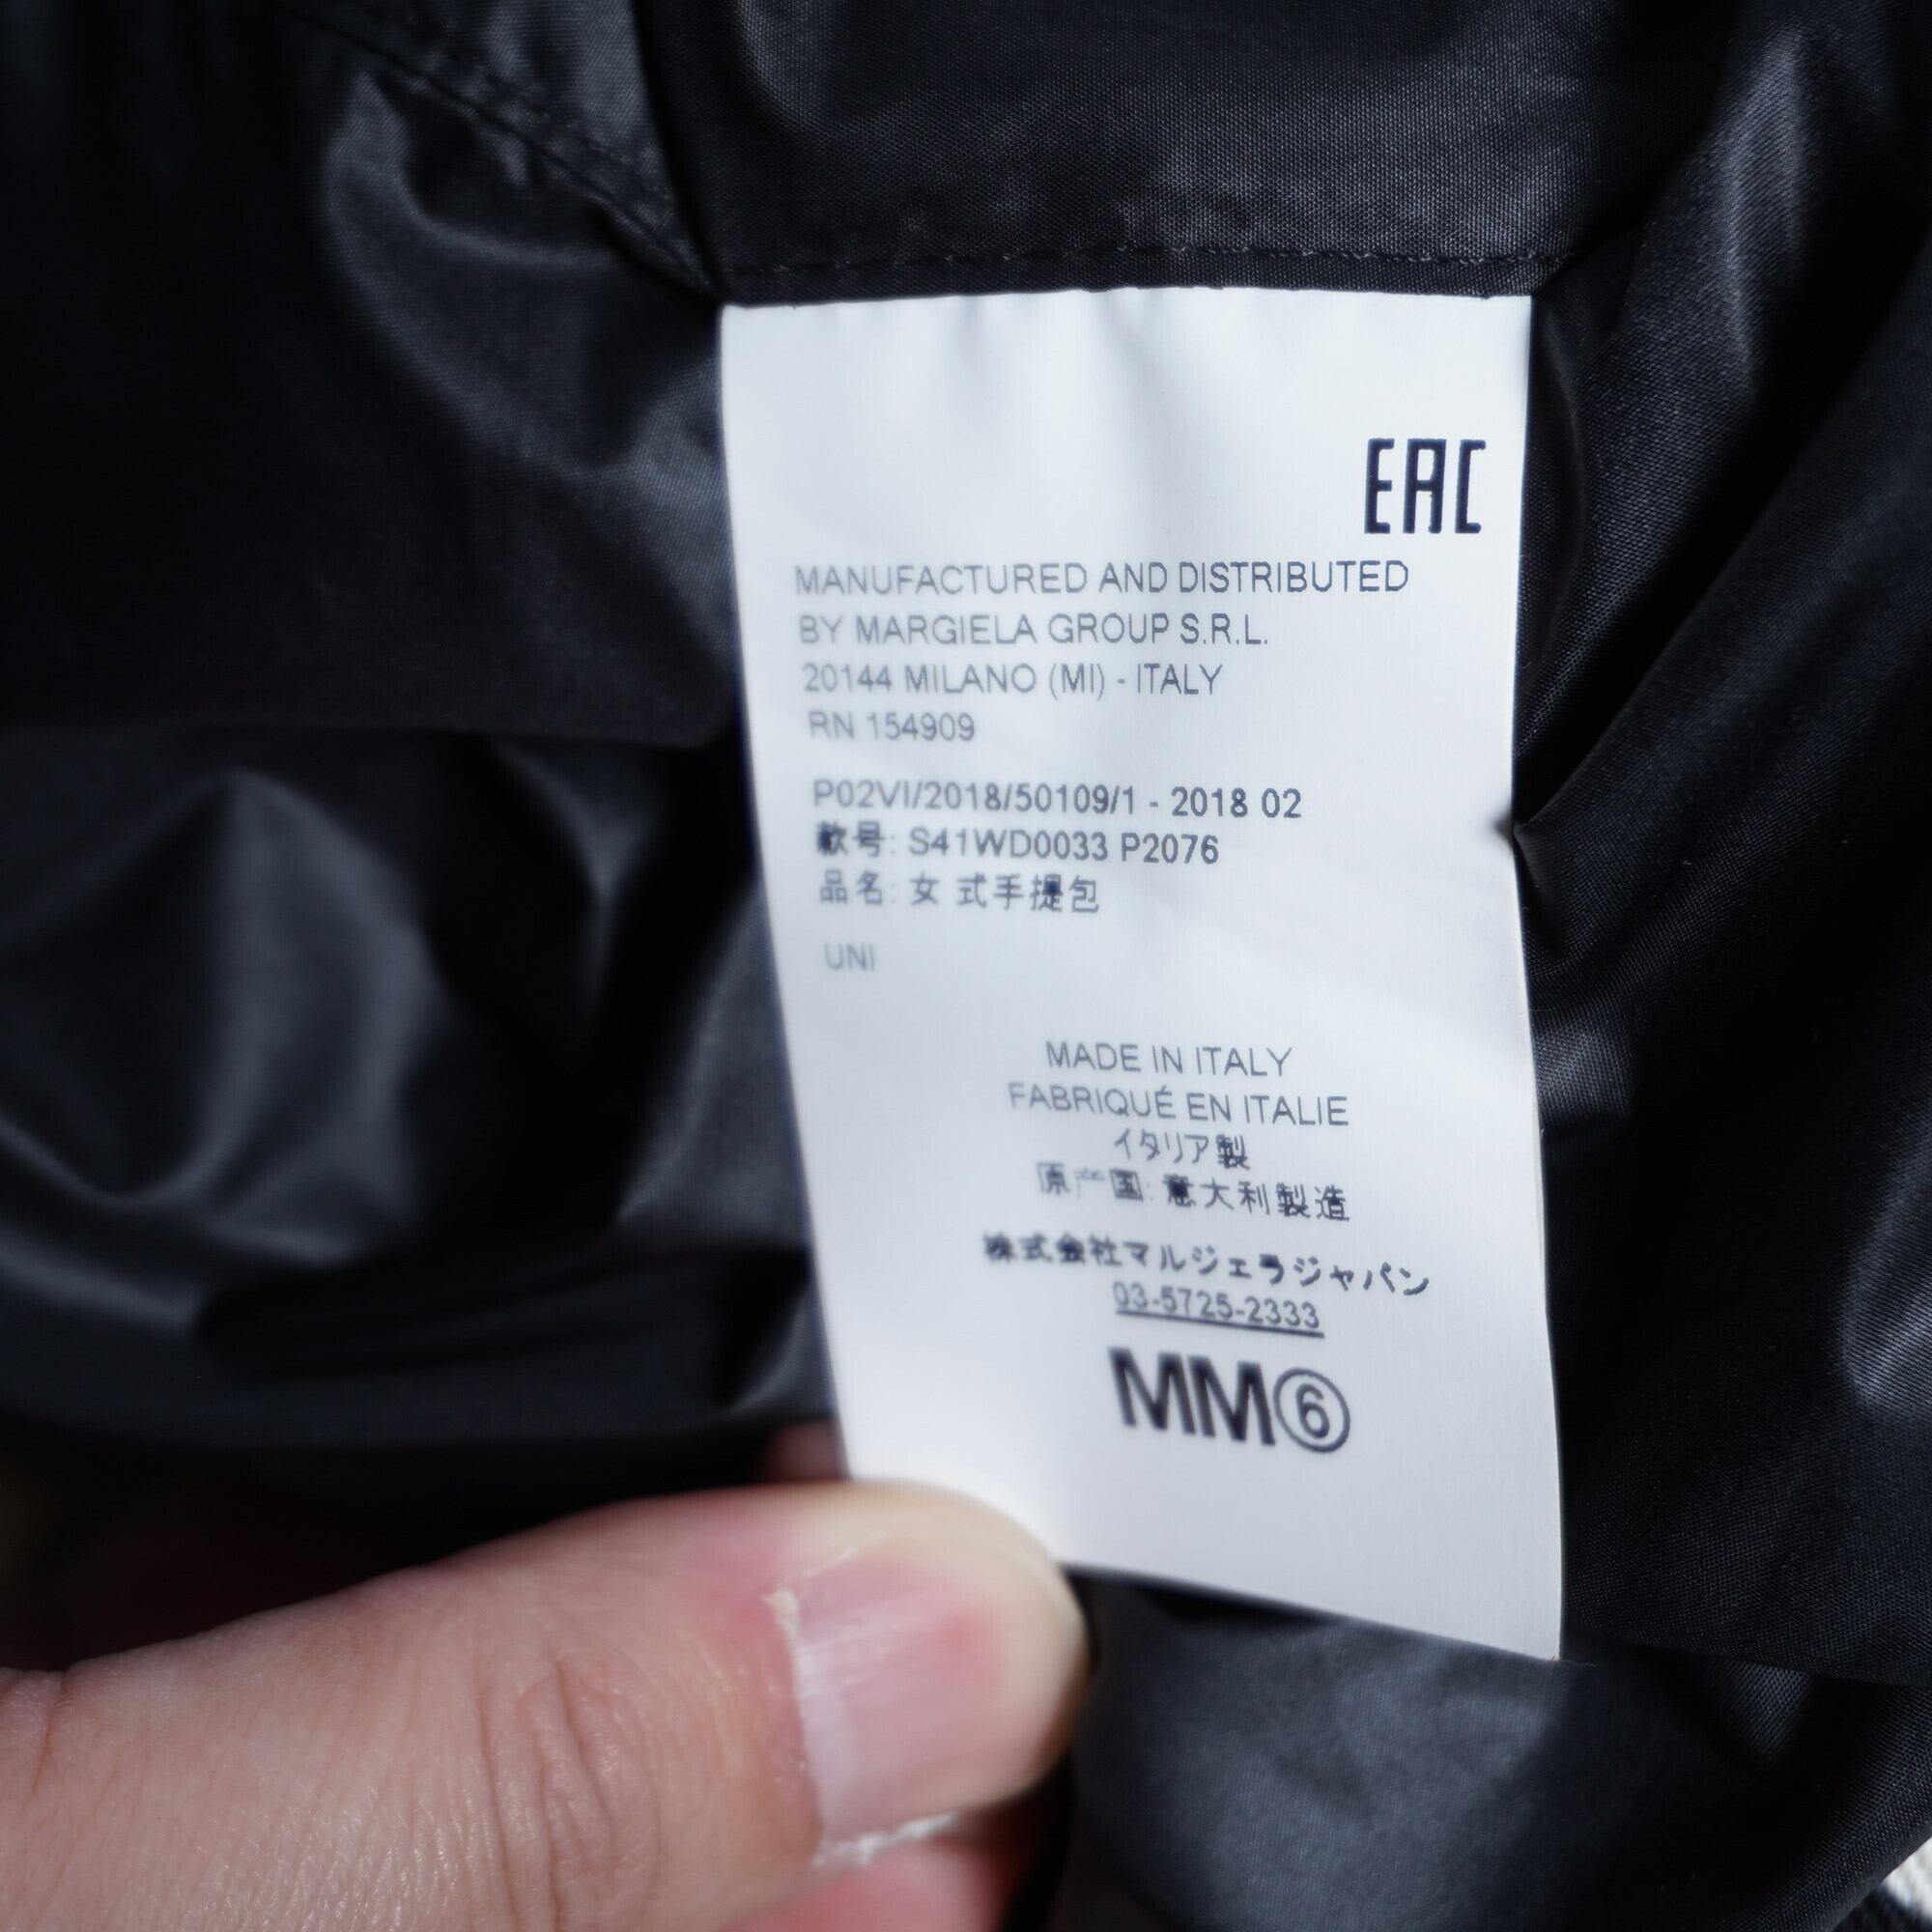 EAC
MANUFACTURED AND DISTRIBUTED
BY MARGIELA GROUP S.R.L.
20144 MILANO (MI) - ITALY
RN 154909
P02VI/2018/50109/1 - 2018 02
款号: S41WD0033 P2076
品名: 女 式手提包
UNI
MADE IN ITALY
FABRIQUÉ EN ITALIE
イタリア製
原产国: 意大利製造
株式会社マルジェラジャパン
03-5725-2333
MM⑥